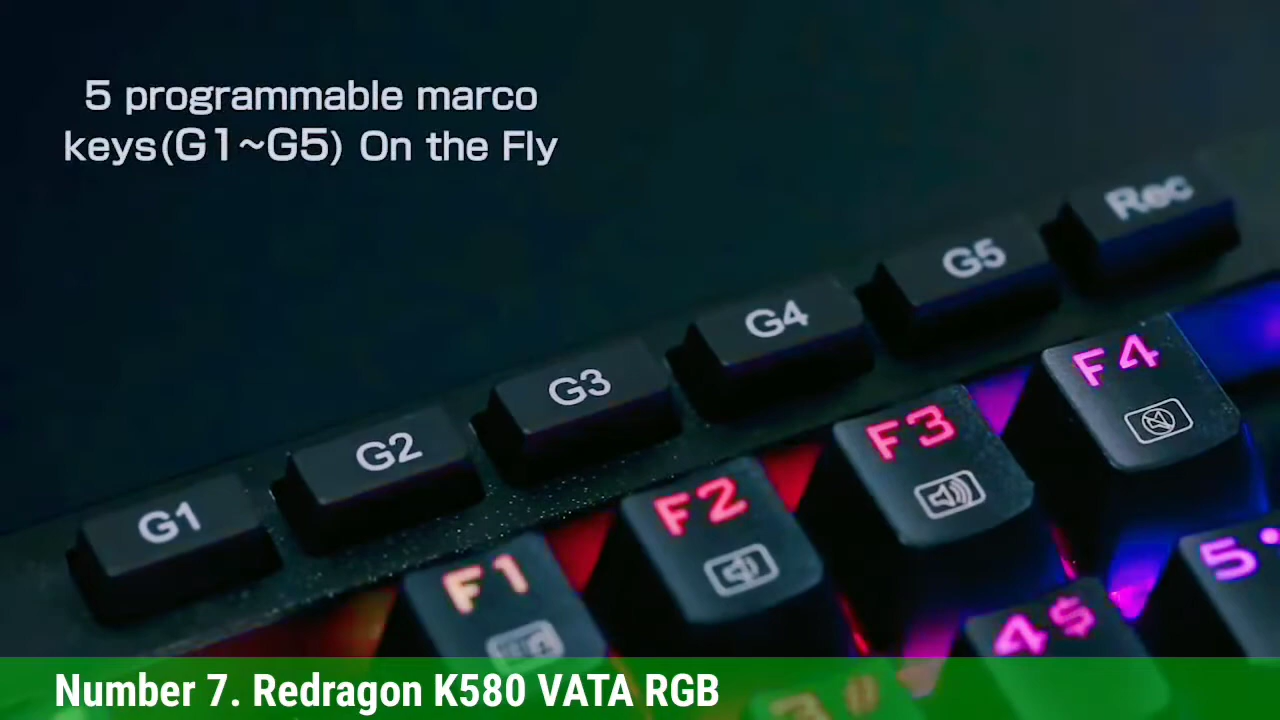 5 programmable marco
keys(G1~G5) On the Fly
Rec
G5
G4
G3
G2
G1
F4
F3
F2
F1
5
4 $
3 #
Number 7. Redragon K580 VATA RGB